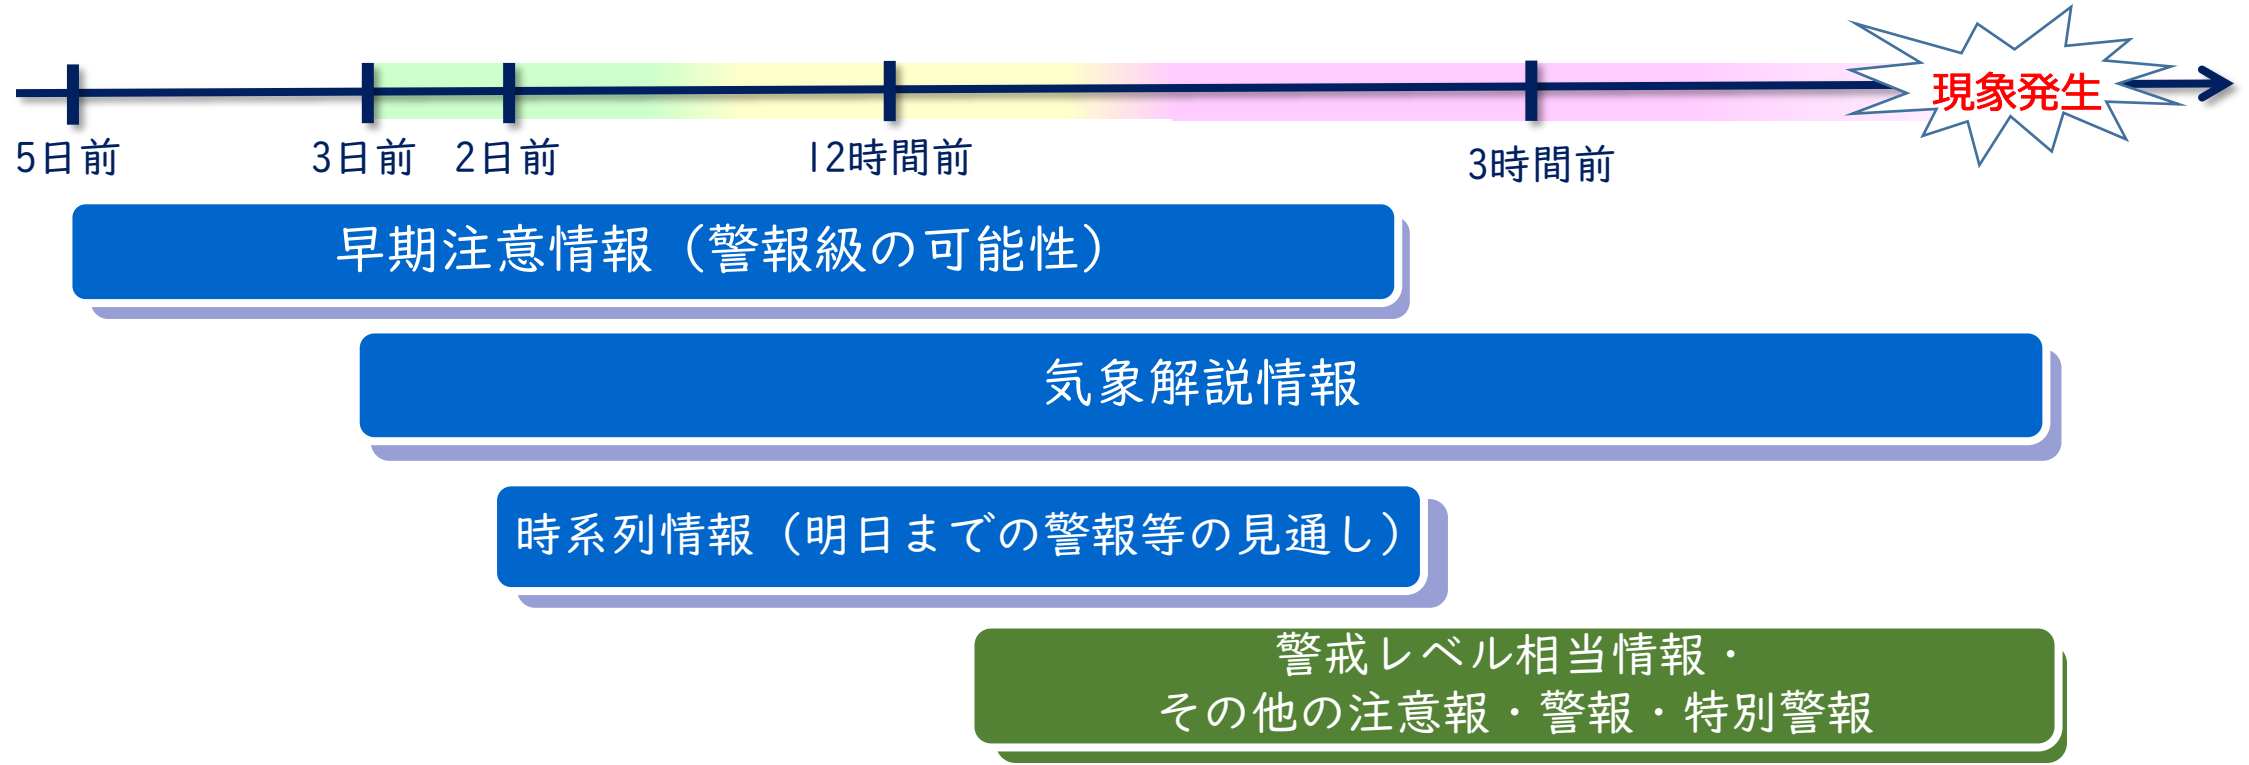 現象発生
5日前
3日前
2日前
12時間前
3時間前
早期注意情報（警報級の可能性）
気象解説情報
時系列情報（明日までの警報等の見通し）
警戒レベル相当情報・
その他の注意報・警報・特別警報